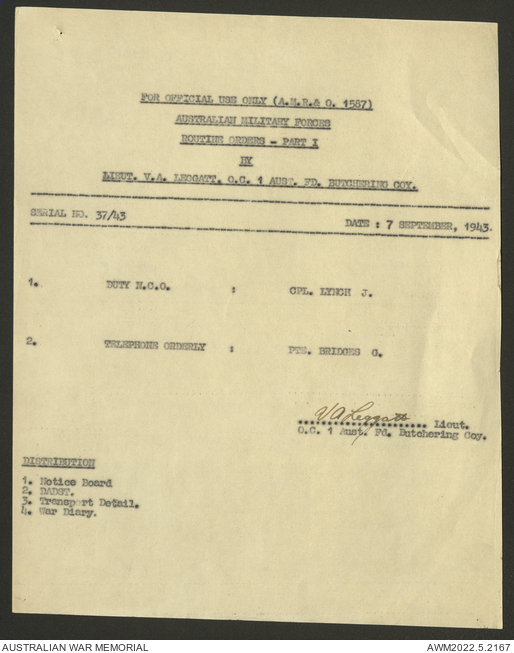 FOR OFFICIAL USE ONLY (A.M.R.& O. 1587)
AUSTRALIAN MILITARY FORCES
ROUTINE ORDERS - PART I
BY
LIEUT. V.A. LEGGATT. O.C. 1 AUST. FD. BUTCHERING COY.
SERIAL NO. 37/43 DATE : 7 SEPTEMBER, 1943.
1. DUTY N.C.O. : CPL. LYNCH J.
2. TELEPHONE ORDERLY : PTE. BRIDGES G.
VALeggatt Lieut.
O.C. 1 Aust. Fd. Butchering Coy.
DISTRIBUTION
1. Notice Board
2. DADST.
3. Transport Detail.
4. War Diary.
AUSTRALIAN WAR MEMORIAL AWM2022.5.2167